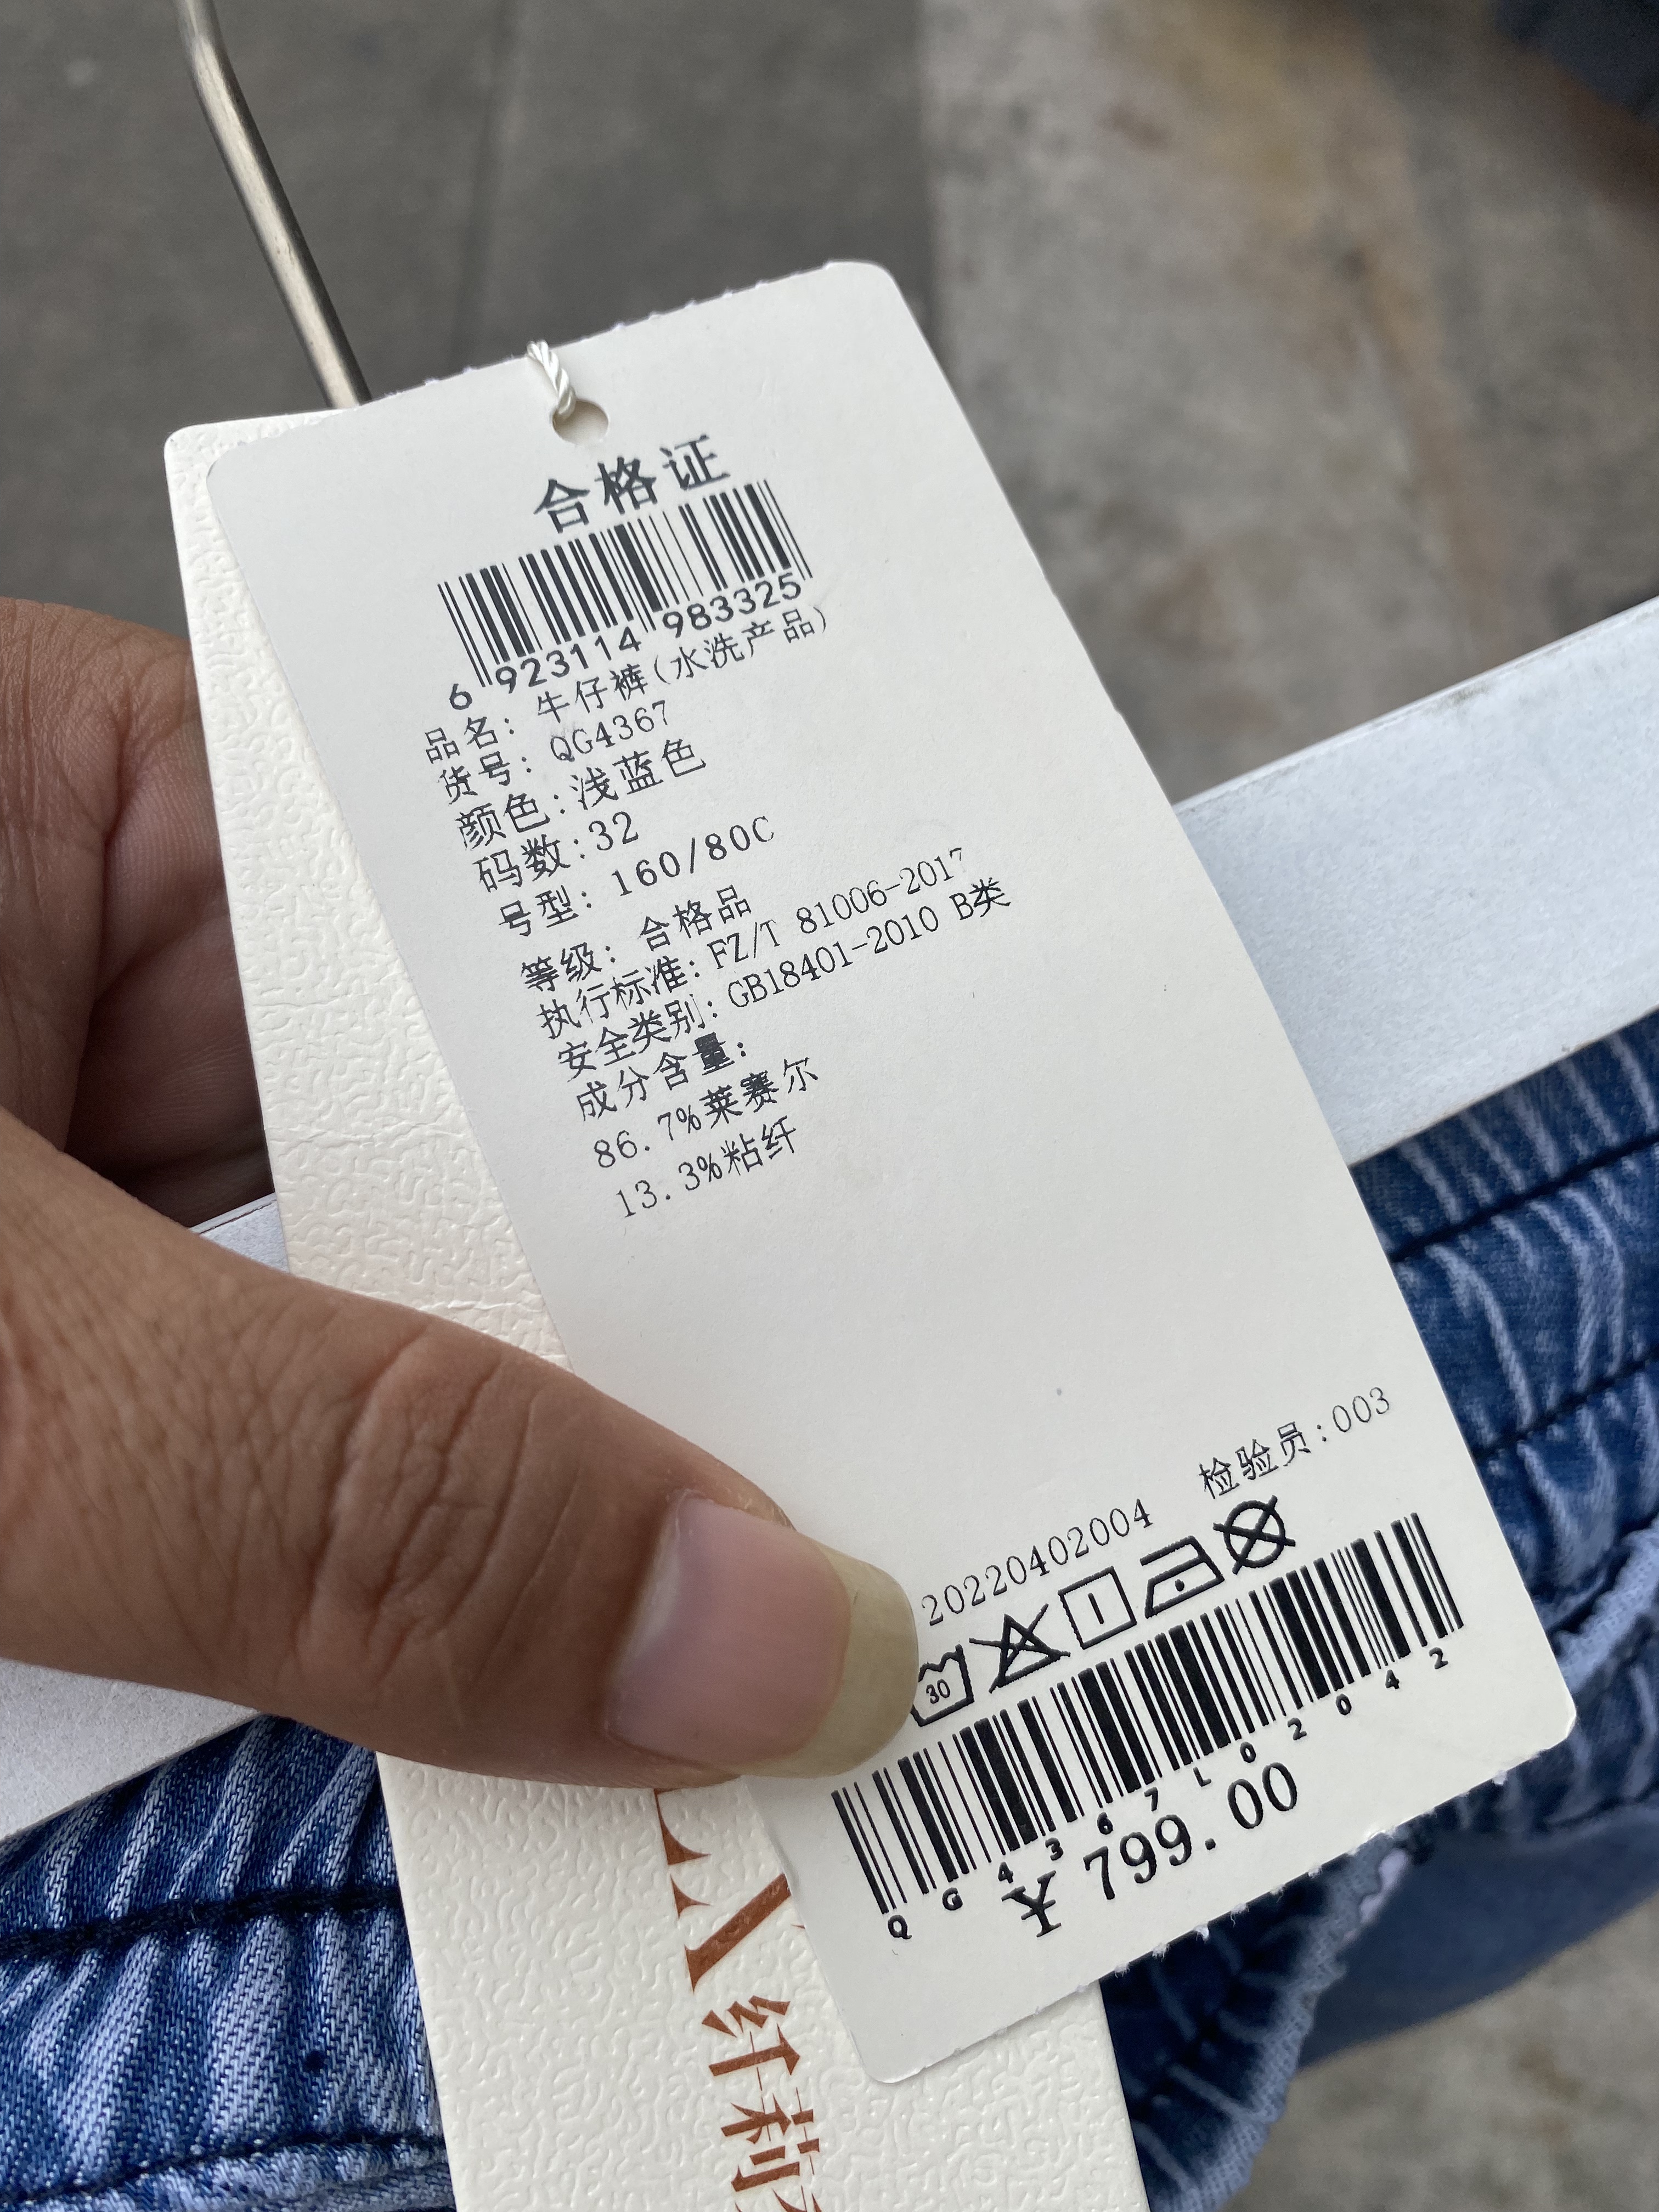 合格证
6 923114 983325
品名: 牛仔裤(水洗产品)
货号: QG4367
颜色:浅蓝色
码数:32
号型: 160/80C
等级: 合格品
执行标准: FZ/T 81006-2017
安全类别: GB18401-2010 B类
成分含量:
86.7%莱赛尔
13.3%粘纤
20220402004 检验员:003
30
QG4367L02042
¥ 799.00
纤莉